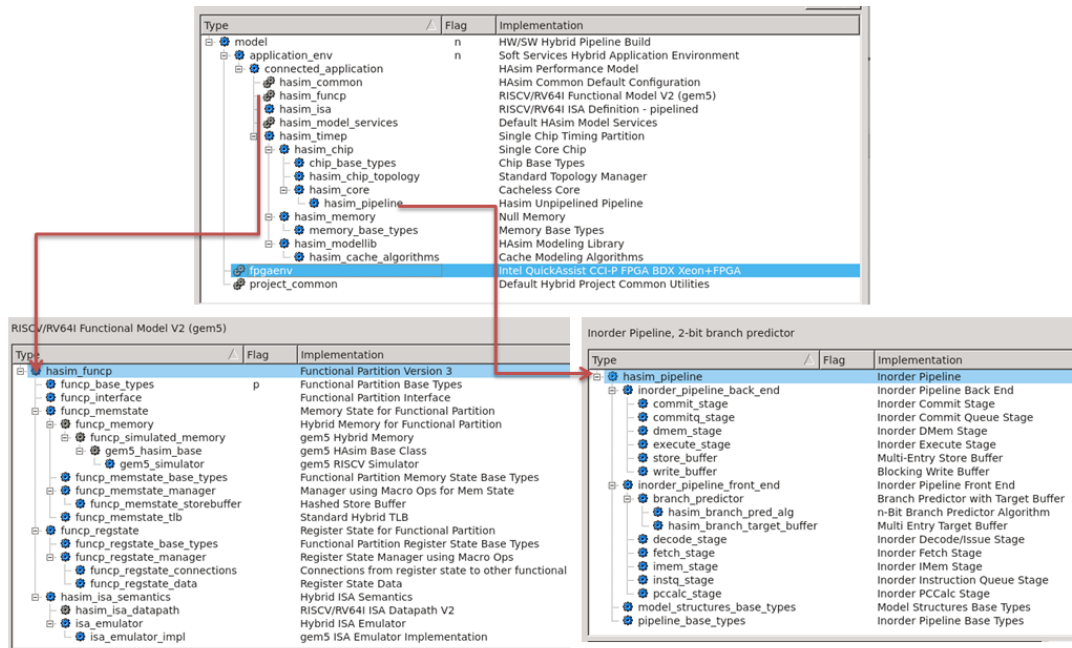 Type Flag Implementation
model n HW/SW Hybrid Pipeline Build
application_env n Soft Services Hybrid Application Environment
connected_application HAsim Performance Model
hasim_common HAsim Common Default Configuration
hasim_funcp RISCV/RV64I Functional Model V2 (gem5)
hasim_isa RISCV/RV64I ISA Definition - pipelined
hasim_model_services Default HAsim Model Services
hasim_timep Single Chip Timing Partition
hasim_chip Single Core Chip
chip_base_types Chip Base Types
hasim_chip_topology Standard Topology Manager
hasim_core Cacheless Core
hasim_pipeline Hasim Unpipelined Pipeline
hasim_memory Null Memory
memory_base_types Memory Base Types
hasim_modellib HAsim Modeling Library
hasim_cache_algorithms Cache Modeling Algorithms
fpgaenv Intel QuickAssist CCI-P FPGA BDX Xeon+FPGA
project_common Default Hybrid Project Common Utilities
RISCV/RV64I Functional Model V2 (gem5)
Type Flag Implementation
hasim_funcp Functional Partition Version 3
funcp_base_types p Functional Partition Base Types
funcp_interface Functional Partition Interface
funcp_memstate Memory State for Functional Partition
funcp_memory Hybrid Memory for Functional Partition
funcp_simulated_memory gem5 Hybrid Memory
gem5_hasim_base gem5 HAsim Base Class
gem5_simulator gem5 RISCV Simulator
funcp_memstate_base_types Functional Partition Memory State Base Types
funcp_memstate_manager Manager using Macro Ops for Mem State
funcp_memstate_storebuffer Hashed Store Buffer
funcp_memstate_tlb Standard Hybrid TLB
funcp_regstate Register State for Functional Partition
funcp_regstate_base_types Functional Partition Register State Base Types
funcp_regstate_manager Register State Manager using Macro Ops
funcp_regstate_connections Connections from register state to other functional
funcp_regstate_data Register State Data
hasim_isa_semantics Hybrid ISA Semantics
hasim_isa_datapath RISCV/RV64I ISA Datapath V2
isa_emulator Hybrid ISA Emulator
isa_emulator_impl gem5 ISA Emulator Implementation
Inorder Pipeline, 2-bit branch predictor
Type Flag Implementation
hasim_pipeline Inorder Pipeline
inorder_pipeline_back_end Inorder Pipeline Back End
commit_stage Inorder Commit Stage
commitq_stage Inorder Commit Queue Stage
dmem_stage Inorder DMem Stage
execute_stage Inorder Execute Stage
store_buffer Multi-Entry Store Buffer
write_buffer Blocking Write Buffer
inorder_pipeline_front_end Inorder Pipeline Front End
branch_predictor Branch Predictor with Target Buffer
hasim_branch_pred_alg n-Bit Branch Predictor Algorithm
hasim_branch_target_buffer Multi Entry Target Buffer
decode_stage Inorder Decode/Issue Stage
fetch_stage Inorder Fetch Stage
imem_stage Inorder IMem Stage
instq_stage Inorder Instruction Queue Stage
pccalc_stage Inorder PCCalc Stage
model_structures_base_types Model Structures Base Types
pipeline_base_types Inorder Pipeline Base Types